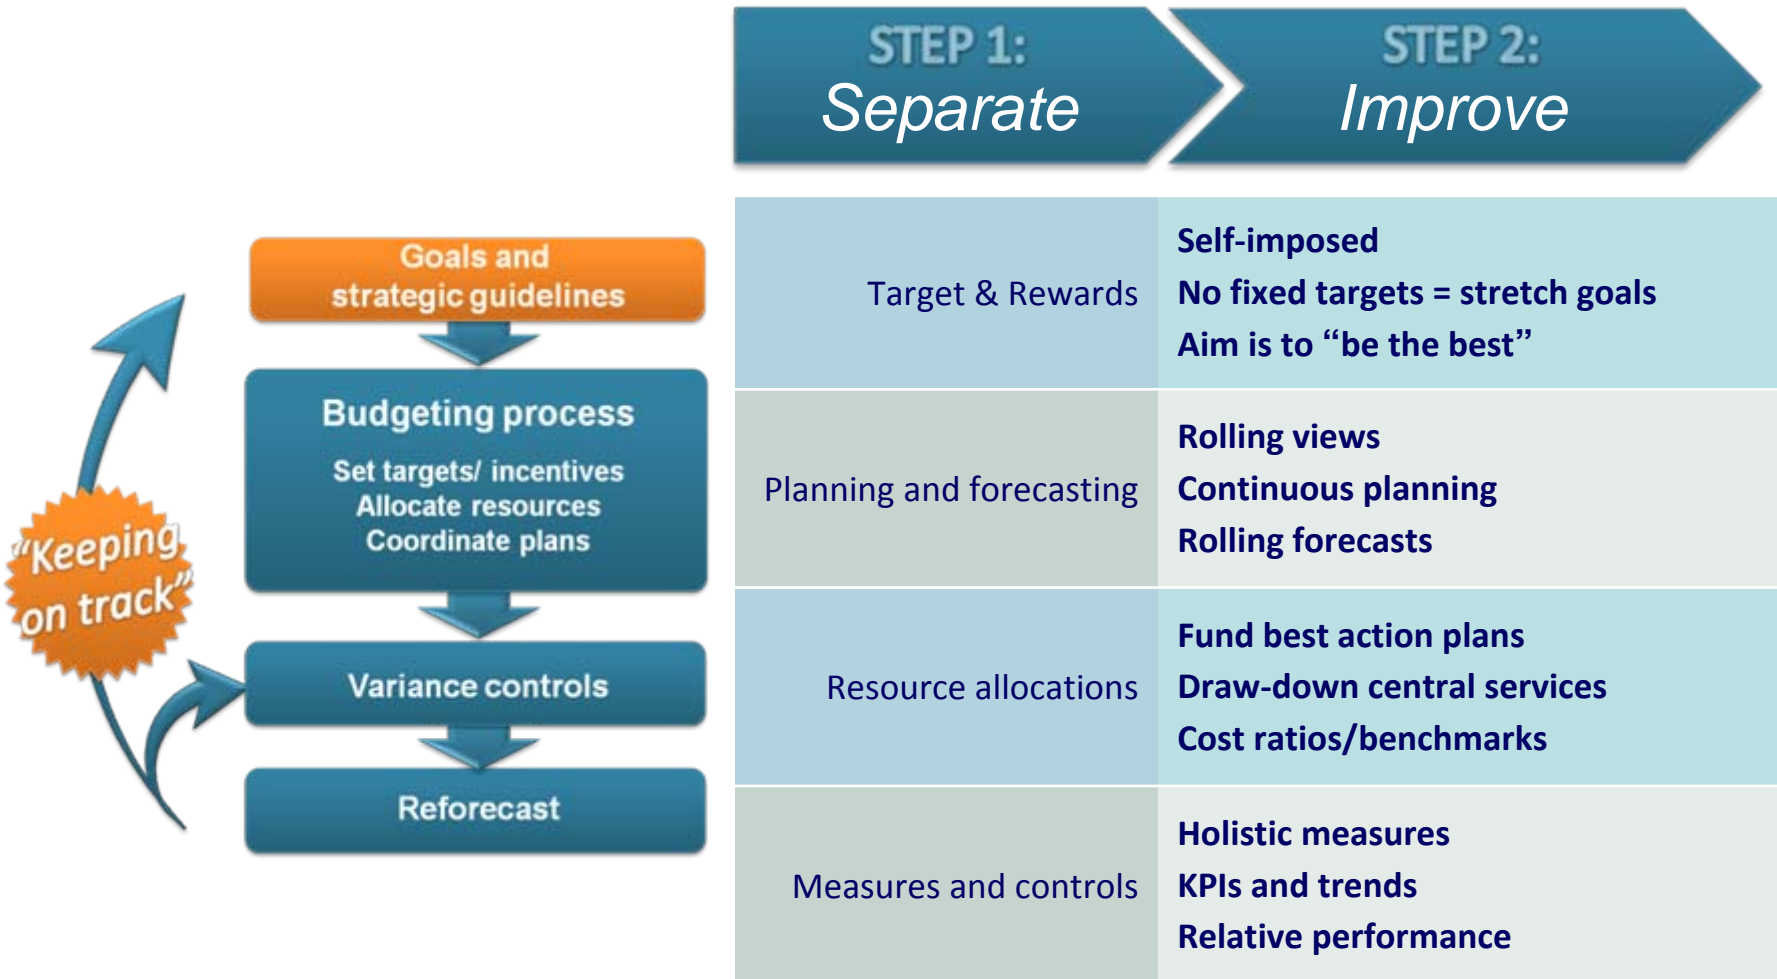 STEP 1:
Separate
STEP 2:
Improve
Goals and
strategic guidelines
Budgeting process
Set targets/ incentives
Allocate resources
Coordinate plans
Variance controls
Reforecast
"Keeping
on track"
Target & Rewards
Self-imposed
No fixed targets = stretch goals
Aim is to “be the best”
Planning and forecasting
Rolling views
Continuous planning
Rolling forecasts
Resource allocations
Fund best action plans
Draw-down central services
Cost ratios/benchmarks
Measures and controls
Holistic measures
KPIs and trends
Relative performance